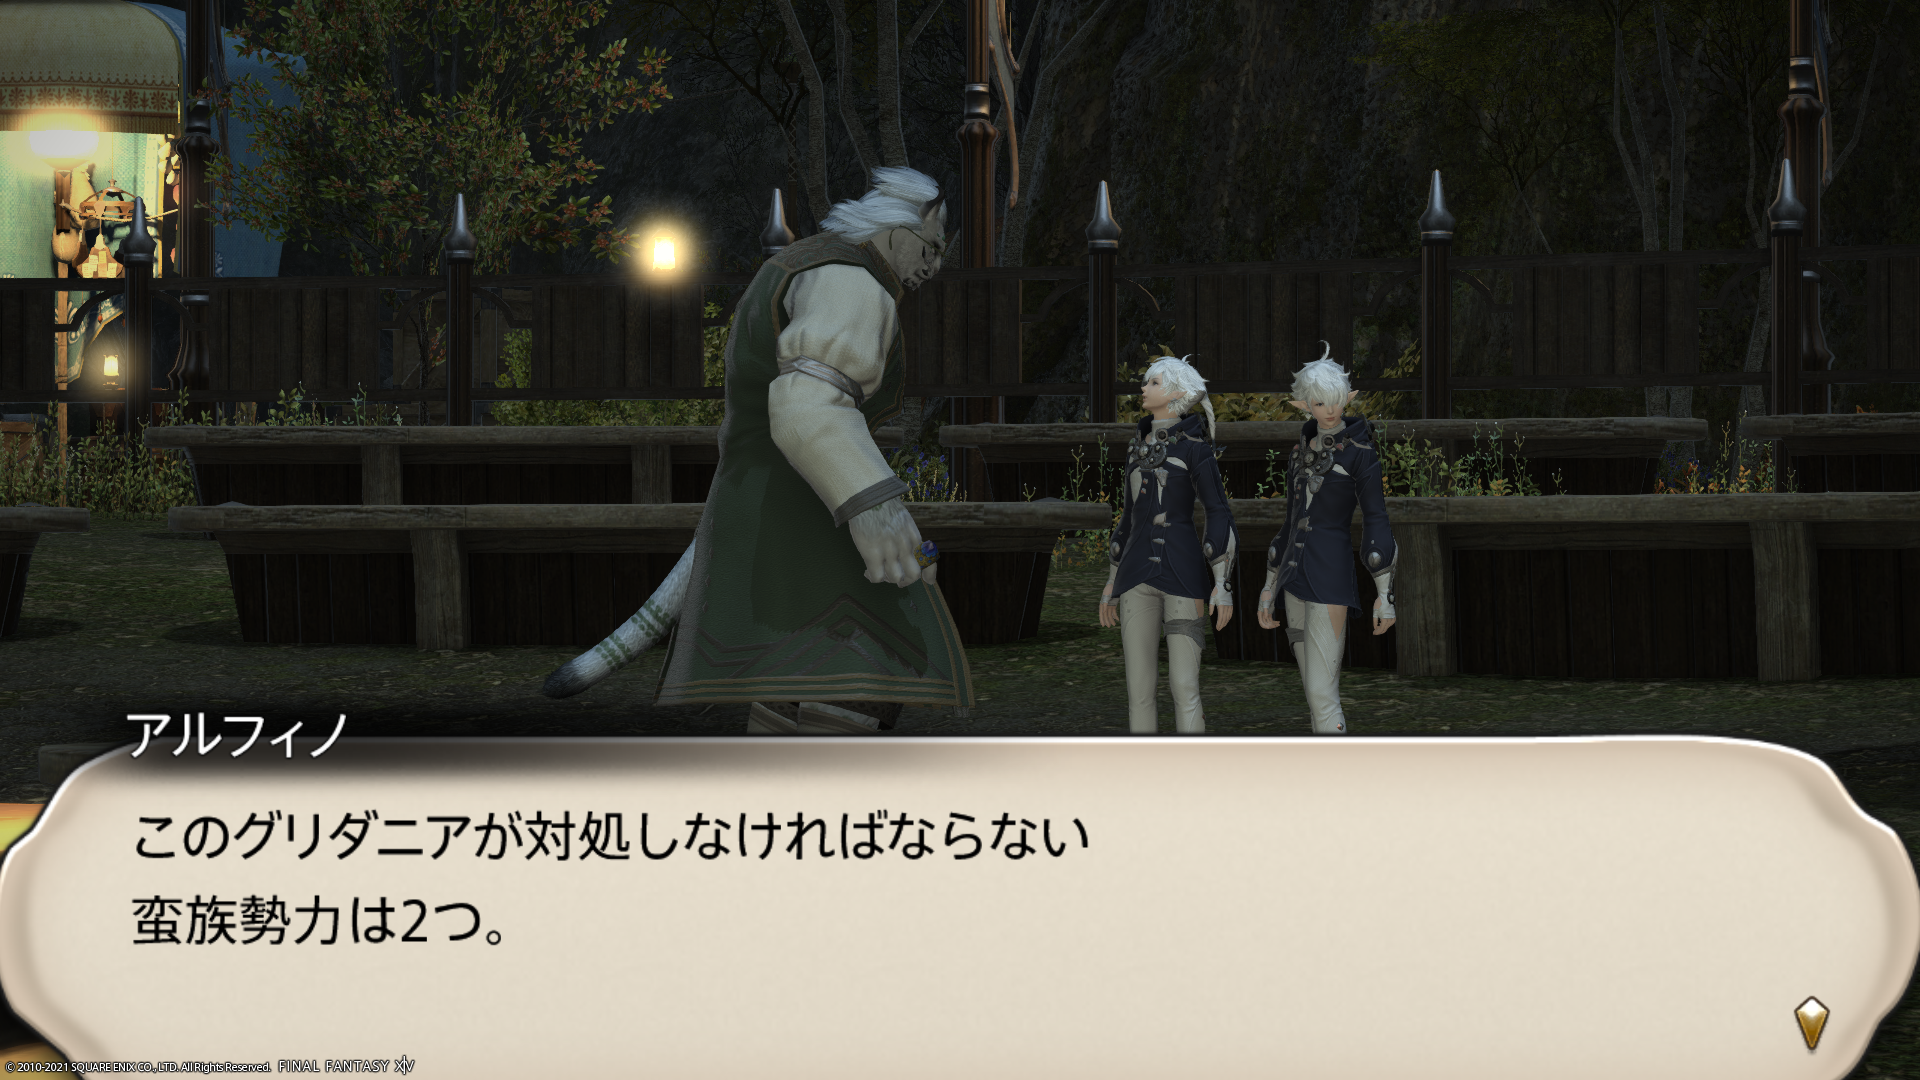 アルフィノ
このグリダニアが対処しなければならない
蛮族勢力は2つ。
© 2010-2021 SQUARE ENIX CO., LTD. All Rights Reserved. FINAL FANTASY XIV